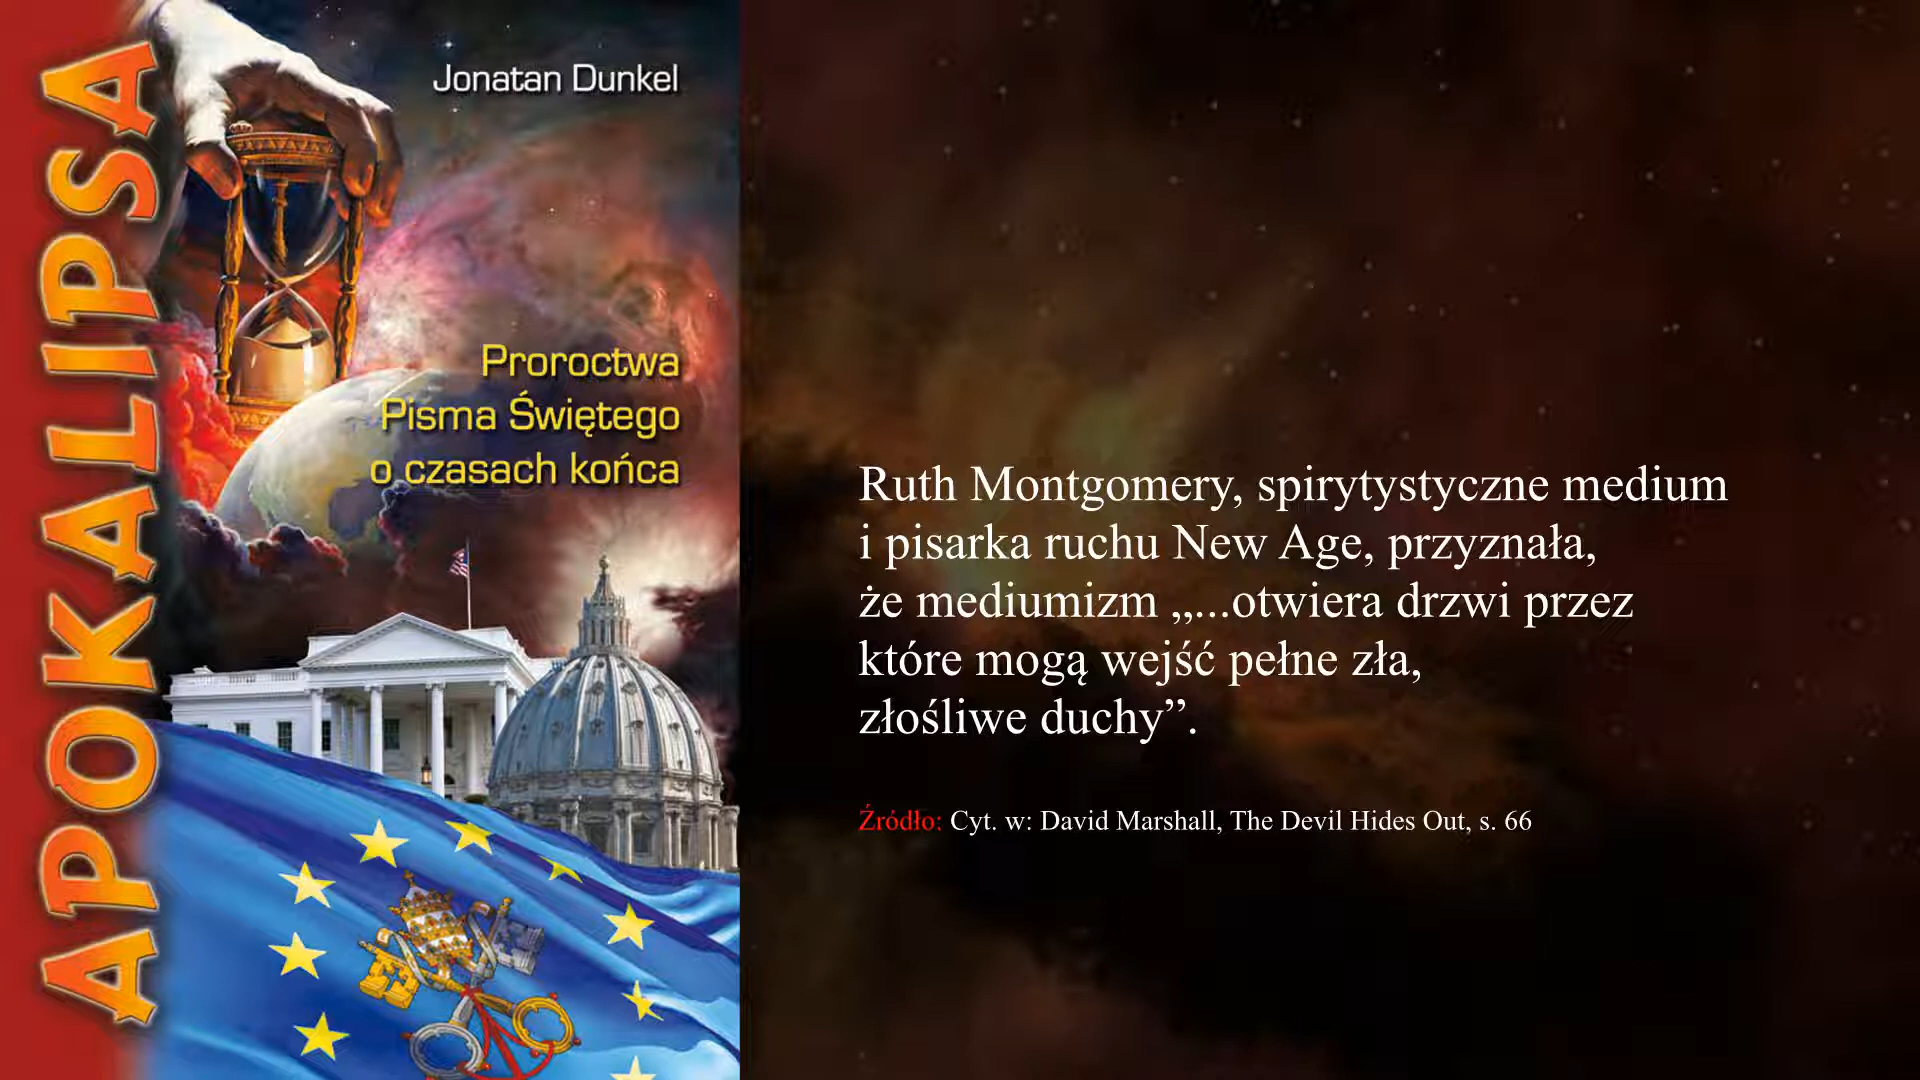 APOKALIPSA
Jonatan Dunkel
Proroctwa
Pisma Świętego
o czasach końca
Ruth Montgomery, spirytystyczne medium
i pisarka ruchu New Age, przyznała,
że mediumizm „...otwiera drzwi przez
które mogą wejść pełne zła,
złośliwe duchy”.
Źródło: Cyt. w: David Marshall, The Devil Hides Out, s. 66